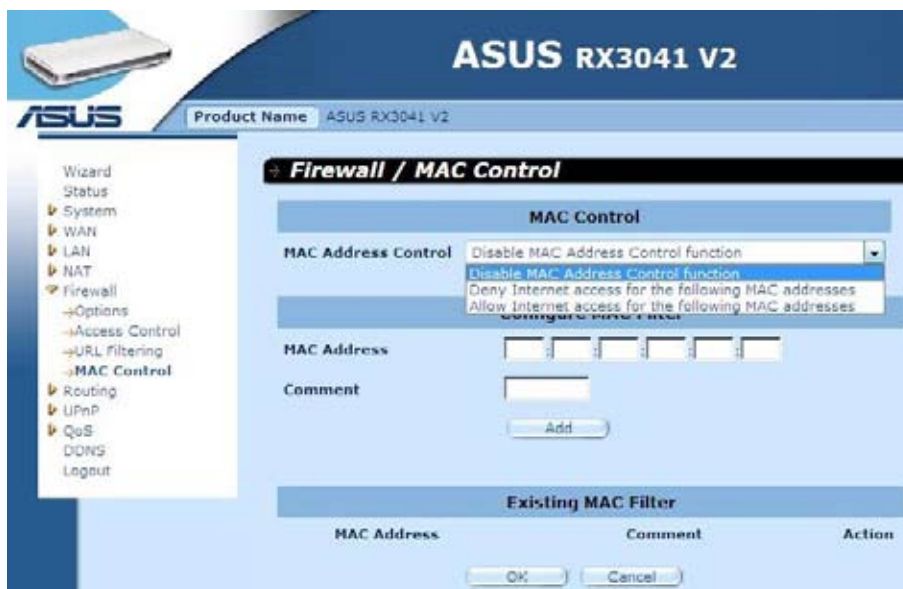 ASUS RX3041 V2
ASUS
Product Name ASUS RX3041 V2
Wizard
Status
System
WAN
LAN
NAT
Firewall
Options
Access Control
URL Filtering
MAC Control
Routing
UPnP
QoS
DDNS
Logout
Firewall / MAC Control
MAC Control
MAC Address Control Disable MAC Address Control function
Disable MAC Address Control function
Deny Internet access for the following MAC addresses
Allow Internet access for the following MAC addresses
Configure MAC Filter
MAC Address : : : : :
Comment
Add
Existing MAC Filter
MAC Address Comment Action
OK Cancel